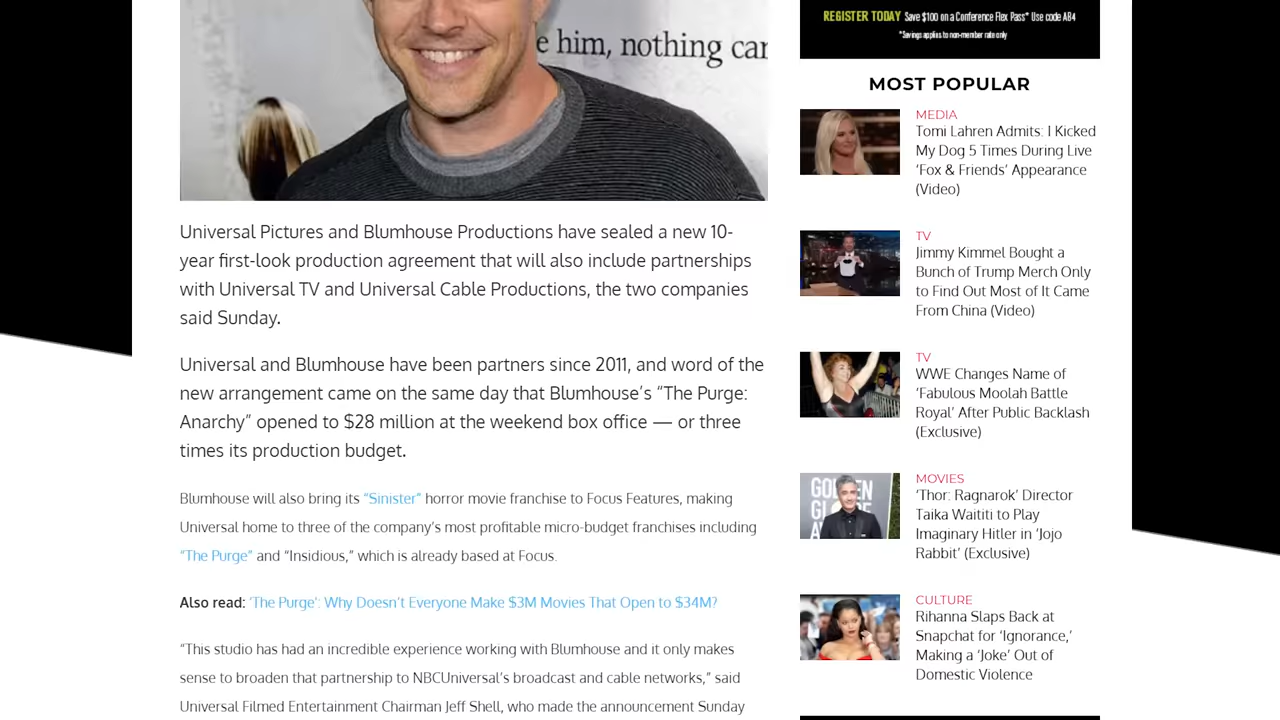 e him, nothing car
Universal Pictures and Blumhouse Productions have sealed a new 10-
year first-look production agreement that will also include partnerships
with Universal TV and Universal Cable Productions, the two companies
said Sunday.
Universal and Blumhouse have been partners since 2011, and word of the
new arrangement came on the same day that Blumhouse’s “The Purge:
Anarchy” opened to $28 million at the weekend box office — or three
times its production budget.
Blumhouse will also bring its “Sinister” horror movie franchise to Focus Features, making
Universal home to three of the company’s most profitable micro-budget franchises including
“The Purge” and “Insidious,” which is already based at Focus.
Also read: ‘The Purge’: Why Doesn’t Everyone Make $3M Movies That Open to $34M?
“This studio has had an incredible experience working with Blumhouse and it only makes
sense to broaden that partnership to NBCUniversal’s broadcast and cable networks,” said
Universal Filmed Entertainment Chairman Jeff Shell, who made the announcement Sunday
REGISTER TODAY Save $100 on a Conference Flex Pass* Use code AB4
*Savings applies to non-member rate only
MOST POPULAR
MEDIA
Tomi Lahren Admits: I Kicked
My Dog 5 Times During Live
‘Fox & Friends’ Appearance
(Video)
TV
Jimmy Kimmel Bought a
Bunch of Trump Merch Only
to Find Out Most of It Came
From China (Video)
TV
WWE Changes Name of
‘Fabulous Moolah Battle
Royal’ After Public Backlash
(Exclusive)
MOVIES
‘Thor: Ragnarok’ Director
Taika Waititi to Play
Imaginary Hitler in ‘Jojo
Rabbit’ (Exclusive)
CULTURE
Rihanna Slaps Back at
Snapchat for ‘Ignorance,’
Making a ‘Joke’ Out of
Domestic Violence